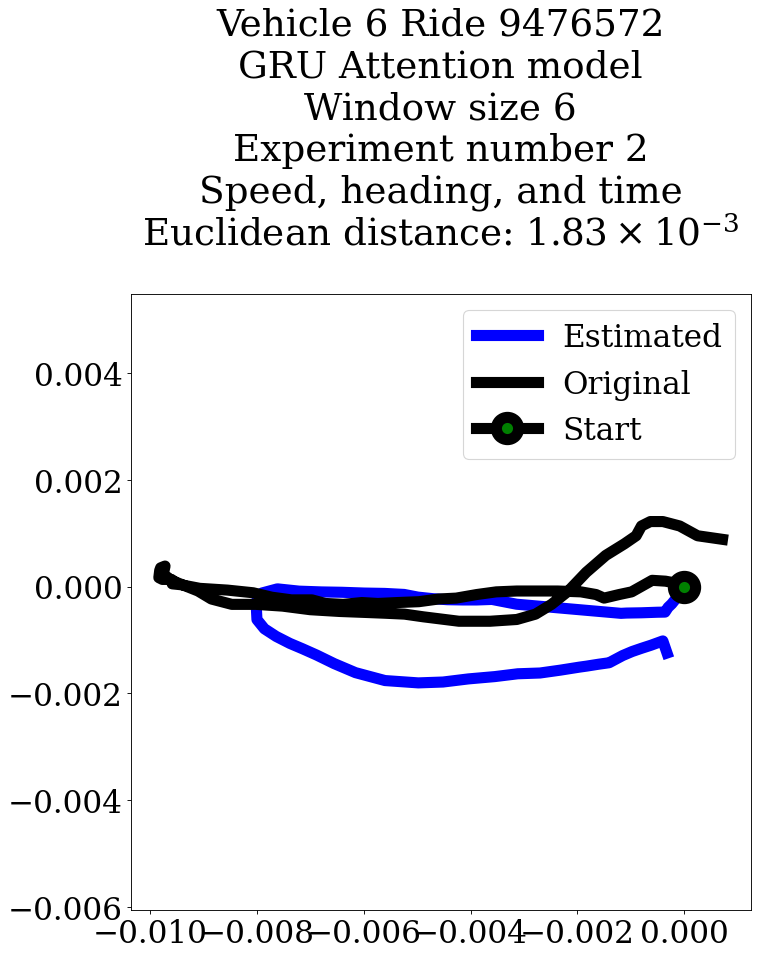 Vehicle 6 Ride 9476572
GRU Attention model
Window size 6
Experiment number 2
Speed, heading, and time
Euclidean distance: 1.83 × 10⁻³
Estimated
Original
Start
0.004
0.002
0.000
−0.002
−0.004
−0.006
−0.010 −0.008 −0.006 −0.004 −0.002 0.000